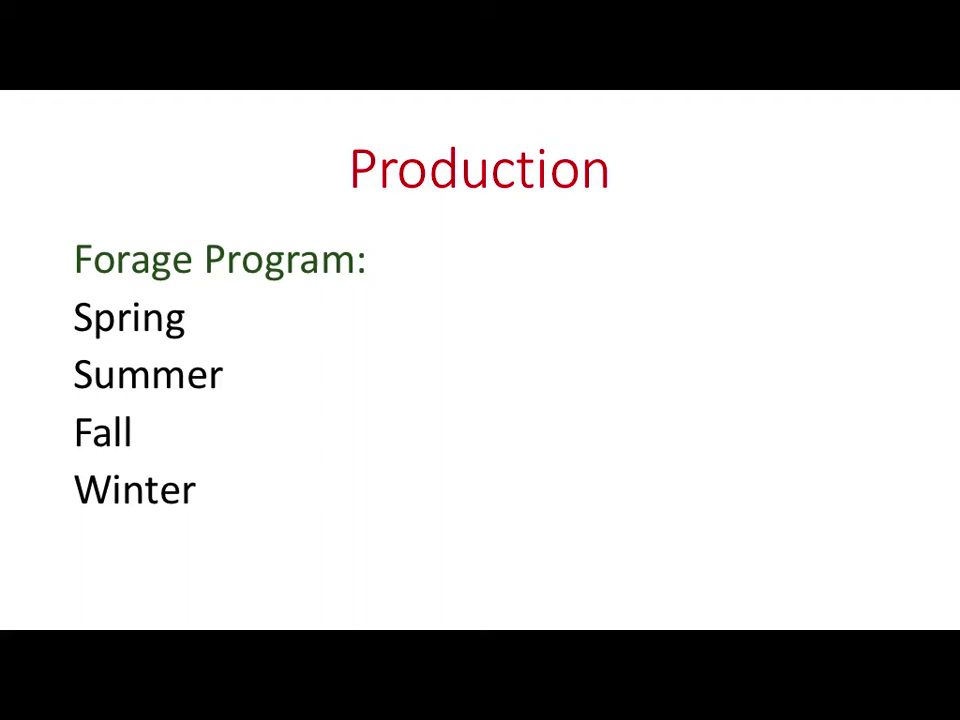 Production
Forage Program:
Spring
Summer
Fall
Winter